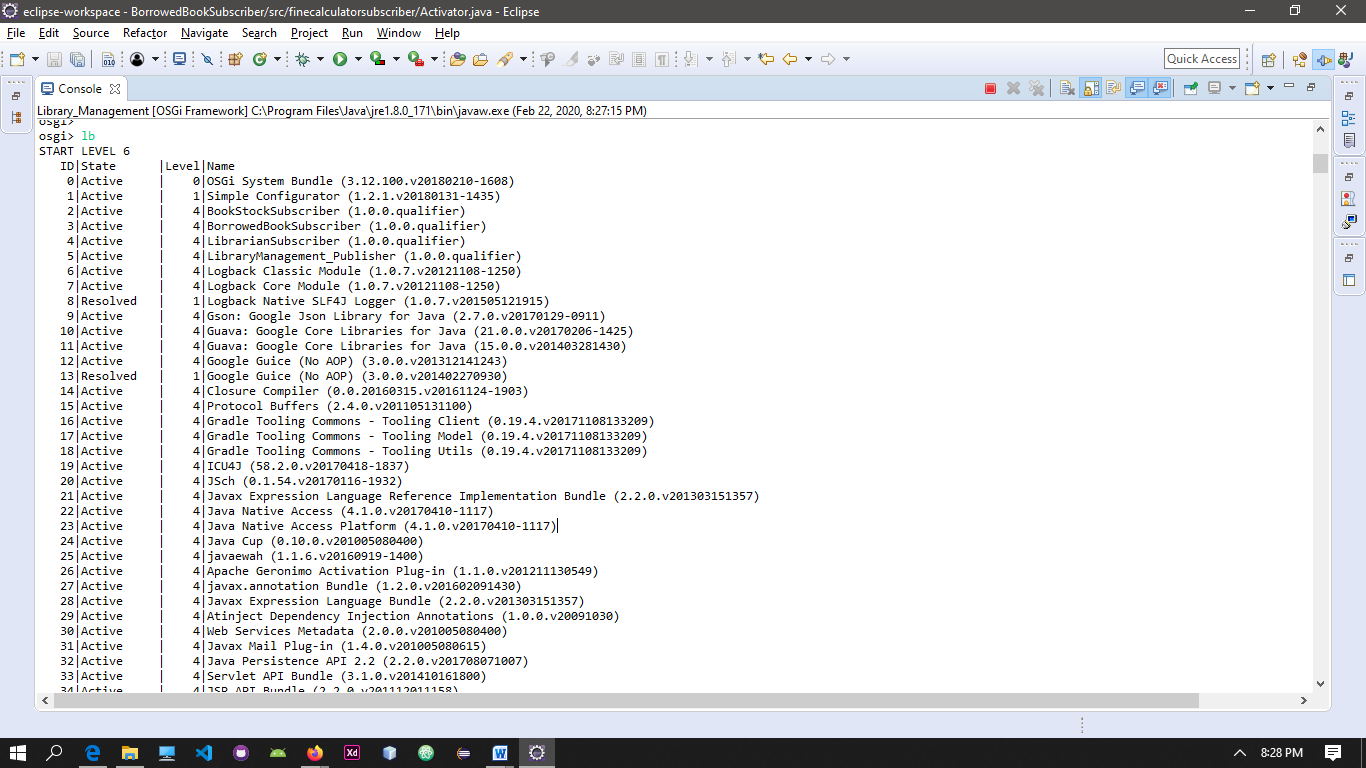 eclipse-workspace - BorrowedBookSubscriber/src/finecalculatorsubscriber/Activator.java - Eclipse
File Edit Source Refactor Navigate Search Project Run Window Help
Quick Access
Console
Library_Management [OSGi Framework] C:\Program Files\Java\jre1.8.0_171\bin\javaw.exe (Feb 22, 2020, 8:27:15 PM)
osgi>
osgi> lb
START LEVEL 6
ID|State |Level|Name
0|Active | 0|OSGi System Bundle (3.12.100.v20180210-1608)
1|Active | 1|Simple Configurator (1.2.1.v20180131-1435)
2|Active | 4|BookStockSubscriber (1.0.0.qualifier)
3|Active | 4|BorrowedBookSubscriber (1.0.0.qualifier)
4|Active | 4|LibrarianSubscriber (1.0.0.qualifier)
5|Active | 4|LibraryManagement_Publisher (1.0.0.qualifier)
6|Active | 4|Logback Classic Module (1.0.7.v20121108-1250)
7|Active | 4|Logback Core Module (1.0.7.v20121108-1250)
8|Resolved | 1|Logback Native SLF4J Logger (1.0.7.v201505121915)
9|Active | 4|Gson: Google Json Library for Java (2.7.0.v20170129-0911)
10|Active | 4|Guava: Google Core Libraries for Java (21.0.0.v20170206-1425)
11|Active | 4|Guava: Google Core Libraries for Java (15.0.0.v201403281430)
12|Active | 4|Google Guice (No AOP) (3.0.0.v201312141243)
13|Resolved | 1|Google Guice (No AOP) (3.0.0.v201402270930)
14|Active | 4|Closure Compiler (0.0.20160315.v20161124-1903)
15|Active | 4|Protocol Buffers (2.4.0.v201105131100)
16|Active | 4|Gradle Tooling Commons - Tooling Client (0.19.4.v20171108133209)
17|Active | 4|Gradle Tooling Commons - Tooling Model (0.19.4.v20171108133209)
18|Active | 4|Gradle Tooling Commons - Tooling Utils (0.19.4.v20171108133209)
19|Active | 4|ICU4J (58.2.0.v20170418-1837)
20|Active | 4|JSch (0.1.54.v20170116-1932)
21|Active | 4|Javax Expression Language Reference Implementation Bundle (2.2.0.v201303151357)
22|Active | 4|Java Native Access (4.1.0.v20170410-1117)
23|Active | 4|Java Native Access Platform (4.1.0.v20170410-1117)
24|Active | 4|Java Cup (0.10.0.v201005080400)
25|Active | 4|javaewah (1.1.6.v20160919-1400)
26|Active | 4|Apache Geronimo Activation Plug-in (1.1.0.v201211130549)
27|Active | 4|javax.annotation Bundle (1.2.0.v201602091430)
28|Active | 4|Javax Expression Language Bundle (2.2.0.v201303151357)
29|Active | 4|Atinject Dependency Injection Annotations (1.0.0.v20091030)
30|Active | 4|Web Services Metadata (2.0.0.v201005080400)
31|Active | 4|Javax Mail Plug-in (1.4.0.v201005080615)
32|Active | 4|Java Persistence API 2.2 (2.2.0.v201708071007)
33|Active | 4|Servlet API Bundle (3.1.0.v201410161800)
34|Active | 4|JSP API Bundle (2.2.0.v201112011158)
8:28 PM